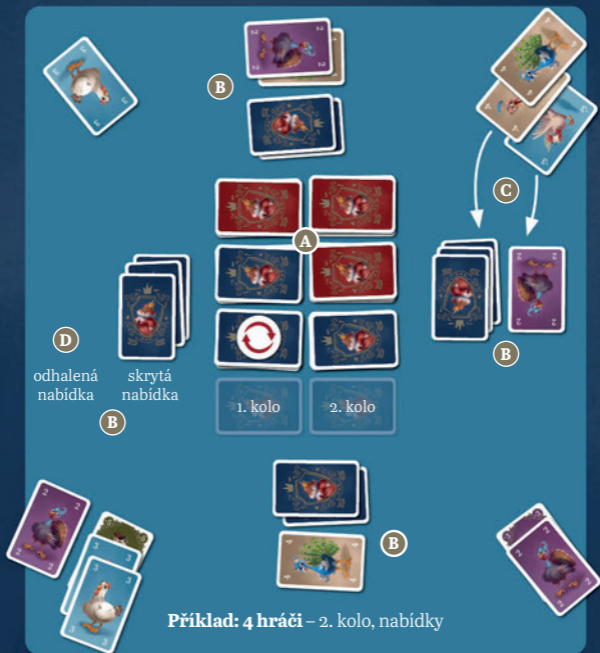 B
A
C
B
D
odhalená
nabídka
skrytá
nabídka
B
1. kolo
2. kolo
B
Příklad: 4 hráči – 2. kolo, nabídky